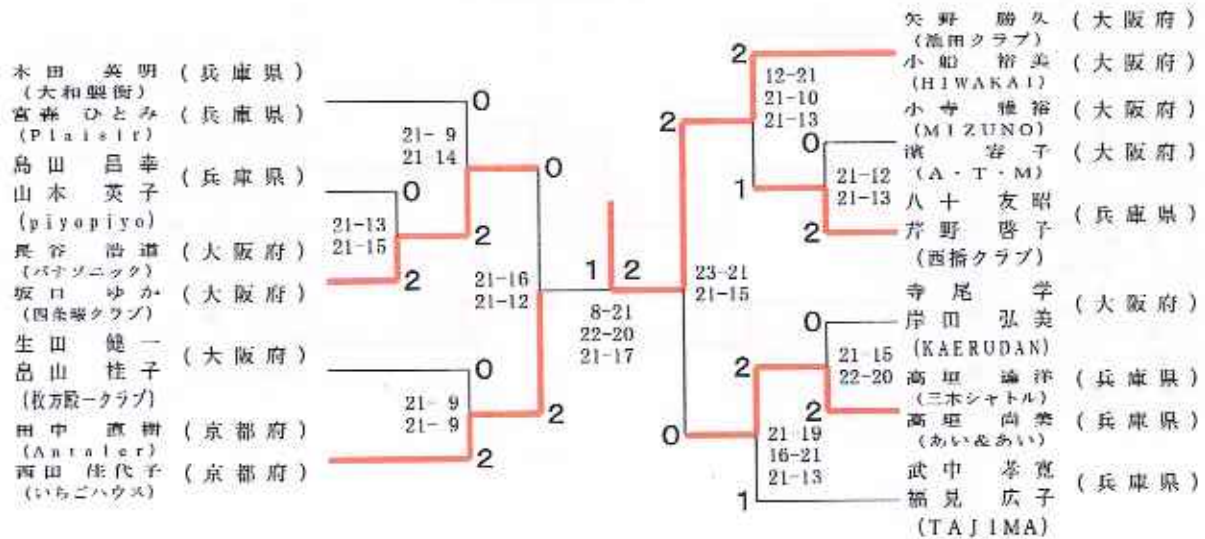 木田 英明 (兵庫県)
(大和製衡)
宮森 ひとみ (兵庫県)
(Plaisir)
島田 昌幸
山本 英子
(兵庫県)
(piyopiyo)
長谷 浩道 (大阪府)
(パナソニック)
坂口 ゆか (大阪府)
(四条畷クラブ)
生田 健一
畠山 桂子
(大阪府)
(枚方殿一クラブ)
田中 直樹 (京都府)
(京都府)
西田 佳代子 (京都府)
(いちごハウス)
0
21-9
21-14
0
21-13
21-15
2
2
0
21-16
21-12
0
21-9
21-9
2
2
1 2
8-21
22-20
21-17
2
12-21
21-10
21-13
2
0
21-12
21-13
1
2
23-21
21-15
0
21-15
22-20
2
2
0
21-19
16-21
21-13
1
矢野 勝久 (大阪府)
(池田クラブ)
小船 裕美 (大阪府)
(HIWAKAI)
小寺 雅裕 (大阪府)
(MIZUNO)
濱 容子 (大阪府)
(A・T・M)
八十 友昭
芹野 啓子
(兵庫県)
寺尾 学
岸田 弘美
(大阪府)
(KAERUDAN)
高垣 (兵庫県)
(三木シャトル)
高垣 尚美 (兵庫県)
(あい&あい)
武中 孝寛
福見 広子
(兵庫県)
(TAJIMA)